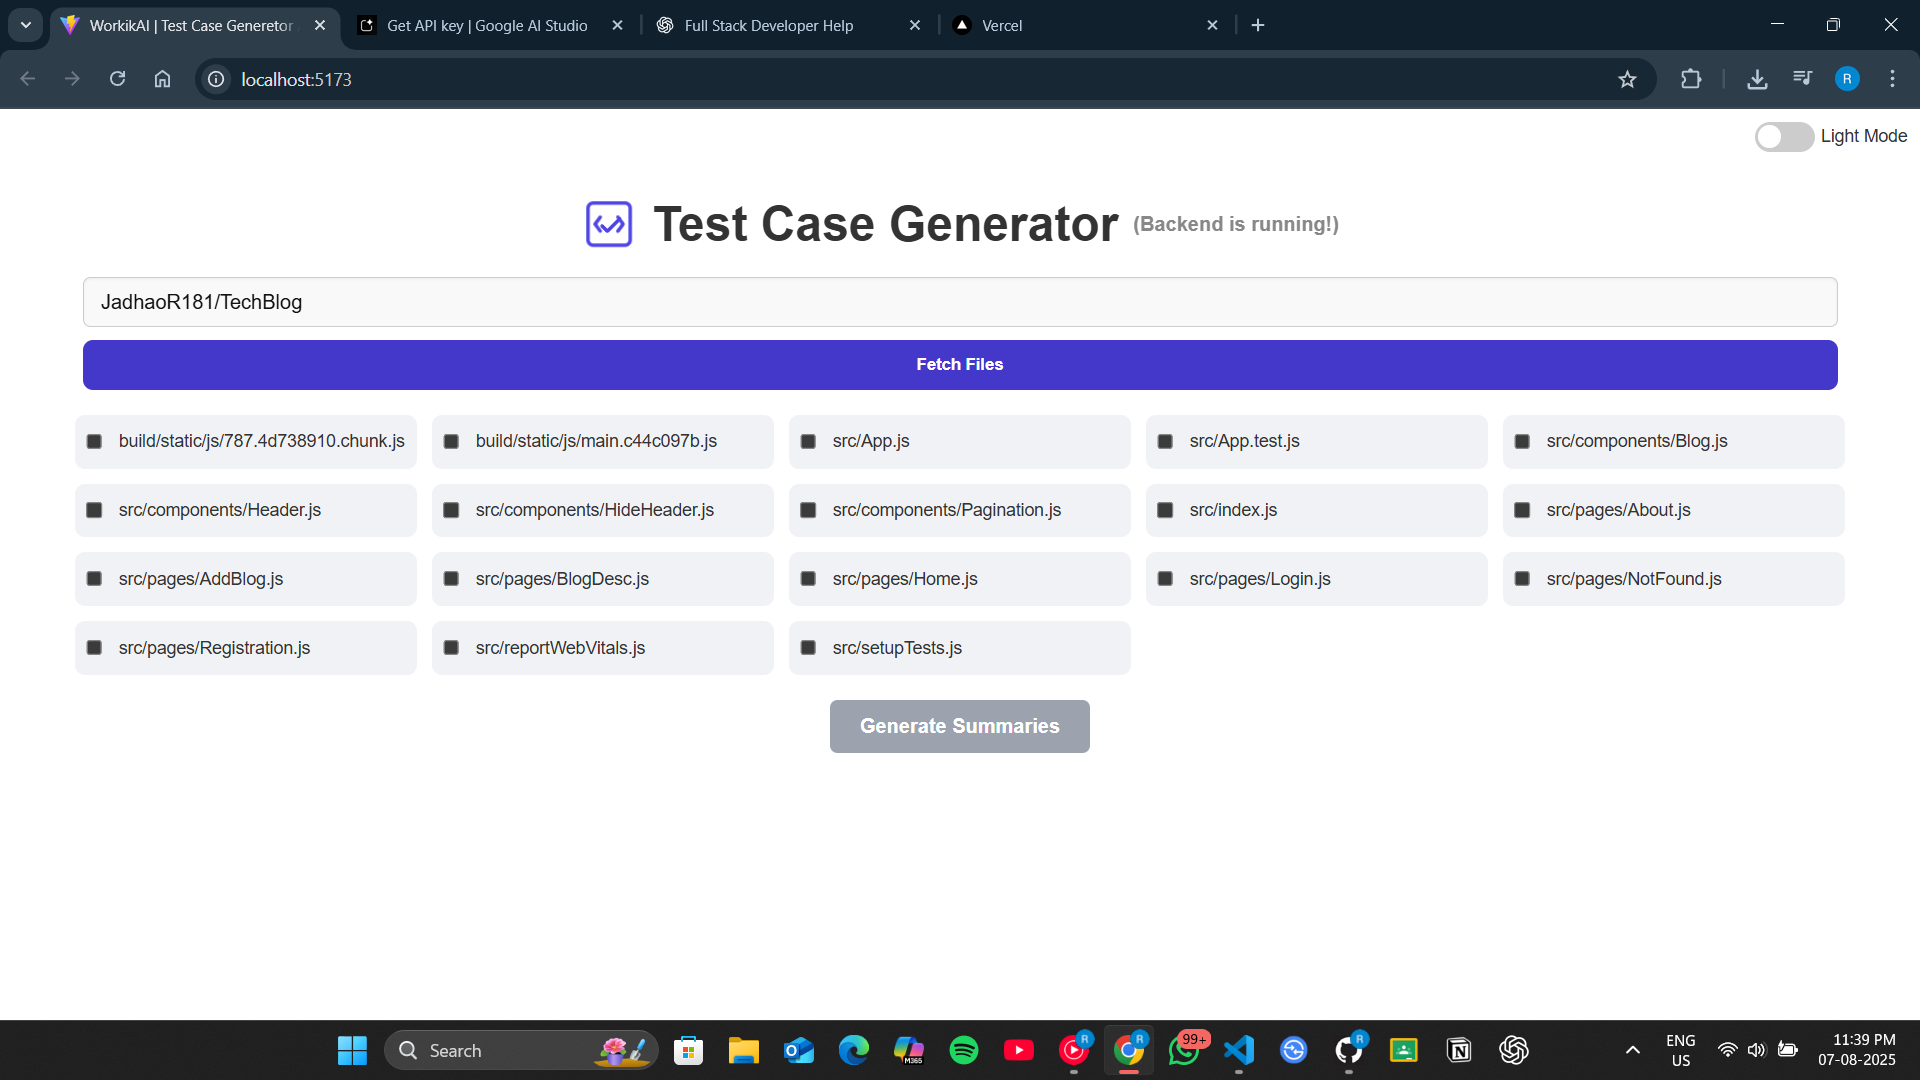 WorkikAI | Test Case Generetor
Get API key | Google AI Studio
Full Stack Developer Help
Vercel
localhost:5173
R
Light Mode
Test Case Generator (Backend is running!)
JadhaoR181/TechBlog
Fetch Files
build/static/js/787.4d738910.chunk.js
build/static/js/main.c44c097b.js
src/App.js
src/App.test.js
src/components/Blog.js
src/components/Header.js
src/components/HideHeader.js
src/components/Pagination.js
src/index.js
src/pages/About.js
src/pages/AddBlog.js
src/pages/BlogDesc.js
src/pages/Home.js
src/pages/Login.js
src/pages/NotFound.js
src/pages/Registration.js
src/reportWebVitals.js
src/setupTests.js
Generate Summaries
Search
M365
R
R
99+
R
ENG
US
11:39 PM
07-08-2025